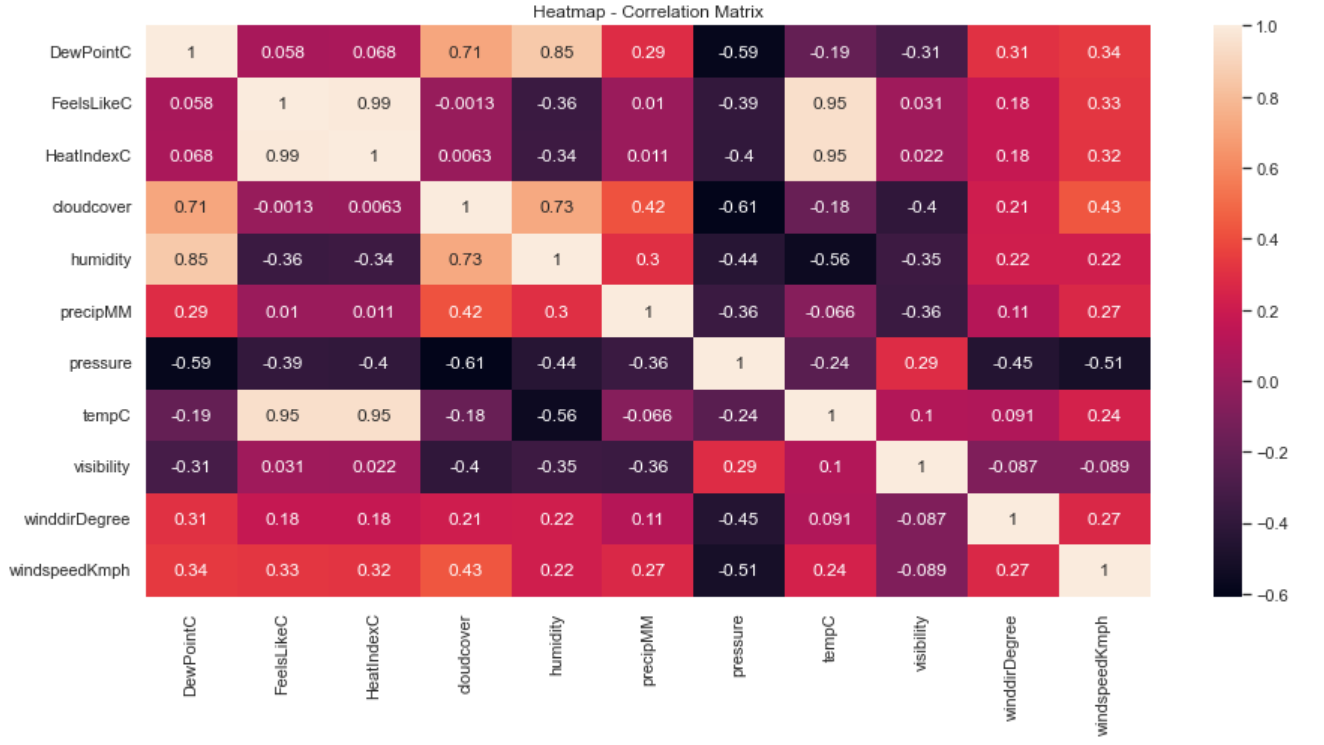 Heatmap - Correlation Matrix
DewPointC 1 0.058 0.068 0.71 0.85 0.29 -0.59 -0.19 -0.31 0.31 0.34
FeelsLikeC 0.058 1 0.99 -0.0013 -0.36 0.01 -0.39 0.95 0.031 0.18 0.33
HeatIndexC 0.068 0.99 1 0.0063 -0.34 0.011 -0.4 0.95 0.022 0.18 0.32
cloudcover 0.71 -0.0013 0.0063 1 0.73 0.42 -0.61 -0.18 -0.4 0.21 0.43
humidity 0.85 -0.36 -0.34 0.73 1 0.3 -0.44 -0.56 -0.35 0.22 0.22
precipMM 0.29 0.01 0.011 0.42 0.3 1 -0.36 -0.066 -0.36 0.11 0.27
pressure -0.59 -0.39 -0.4 -0.61 -0.44 -0.36 1 -0.24 0.29 -0.45 -0.51
tempC -0.19 0.95 0.95 -0.18 -0.56 -0.066 -0.24 1 0.1 0.091 0.24
visibility -0.31 0.031 0.022 -0.4 -0.35 -0.36 0.29 0.1 1 -0.087 -0.089
winddirDegree 0.31 0.18 0.18 0.21 0.22 0.11 -0.45 0.091 -0.087 1 0.27
windspeedKmph 0.34 0.33 0.32 0.43 0.22 0.27 -0.51 0.24 -0.089 0.27 1
DewPointC
FeelsLikeC
HeatIndexC
cloudcover
humidity
precipMM
pressure
tempC
visibility
winddirDegree
windspeedKmph
1.0
0.8
0.6
0.4
0.2
0.0
−0.2
−0.4
−0.6